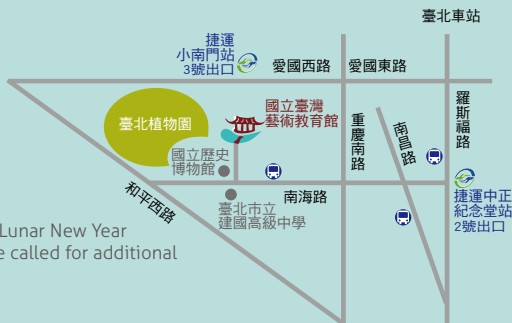 臺北車站
捷運
小南門站
3號出口
愛國西路
愛國東路
國立臺灣
藝術教育館
臺北植物園
重慶南路
南昌路
羅斯福路
國立歷史
博物館
和平西路
南海路
臺北市立
建國高級中學
捷運中正
紀念堂站
2號出口
Lunar New Year
e called for additional